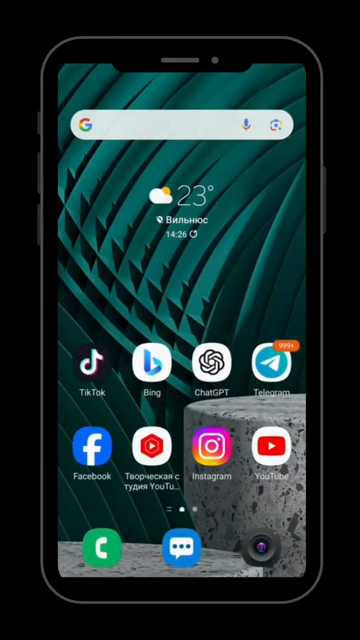 23°
Вильнюс
14:26
999+
TikTok
Bing
ChatGPT
Telegram
Facebook
Творческая с
тудия YouTu...
Instagram
YouTube